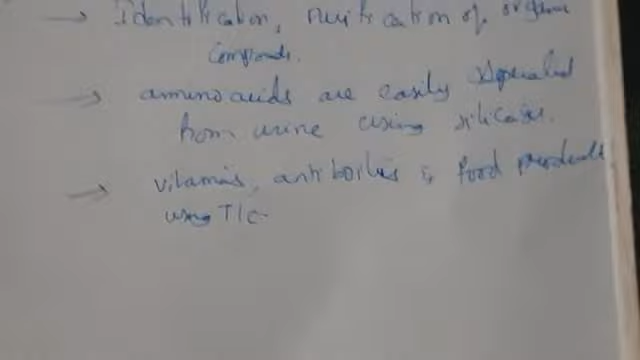 → Identification, purification of organic
compounds.
→ amino acids are easily separated
from urine using silica gel.
→ vitamins, antibiotics & food products
using TLC